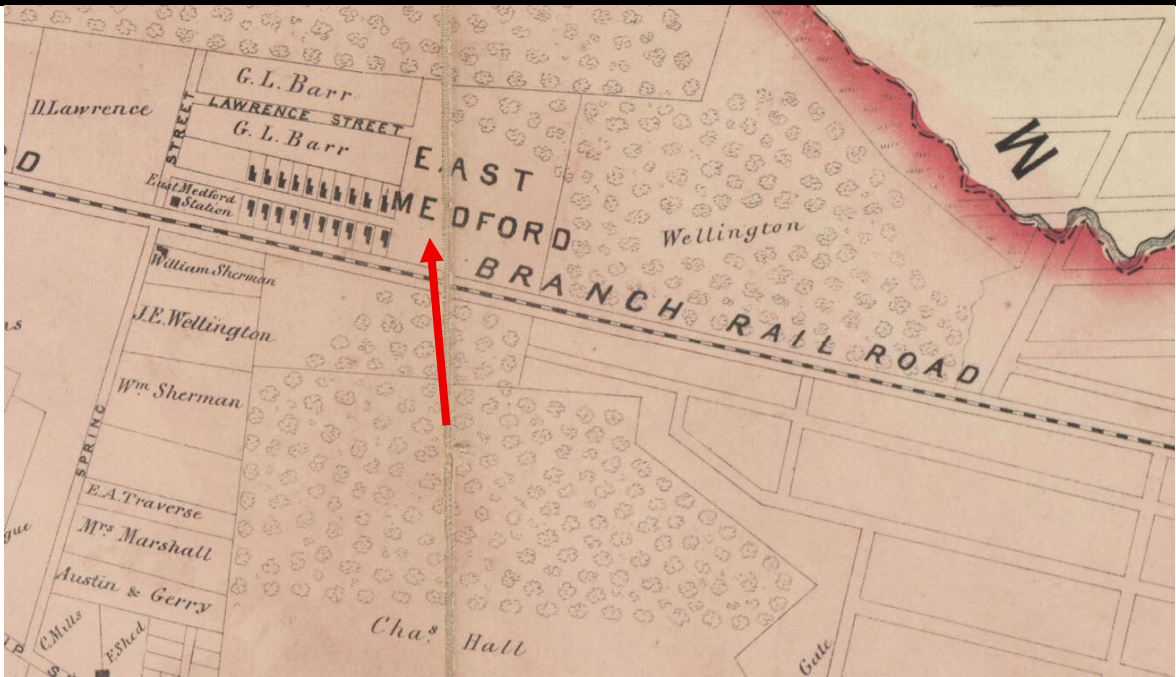 G. L. Barr
LAWRENCE STREET
G. L. Barr
D. Lawrence
STREET
EAST
MEDFORD
East Medford
Station
Wellington
M
BRANCH RAIL ROAD
William Sherman
J. E. Wellington
Wm Sherman
SPRING
E. A. Traverse
Mrs Marshall
Austin & Gerry
C. Mills
F. Shed
Chas Hall
Gate